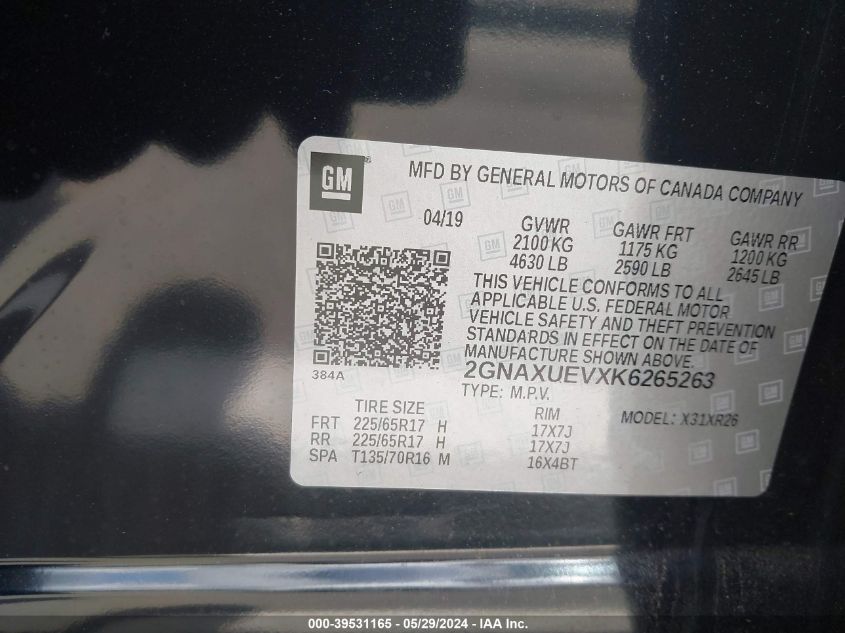 GM
MFD BY GENERAL MOTORS OF CANADA COMPANY
04/19
GVWR
2100 KG
4630 LB
GAWR FRT
1175 KG
2590 LB
GAWR RR
1200 KG
2645 LB
THIS VEHICLE CONFORMS TO ALL
APPLICABLE U.S. FEDERAL MOTOR
VEHICLE SAFETY AND THEFT PREVENTION
STANDARDS IN EFFECT ON THE DATE OF
MANUFACTURE SHOWN ABOVE.
2GNAXUEVXK6265263
TYPE: M.P.V.
MODEL: X31XR26
384A
TIRE SIZE RIM
FRT 225/65R17 H 17X7J
RR 225/65R17 H 17X7J
SPA T135/70R16 M 16X4BT
000-39531165 - 05/29/2024 - IAA Inc.